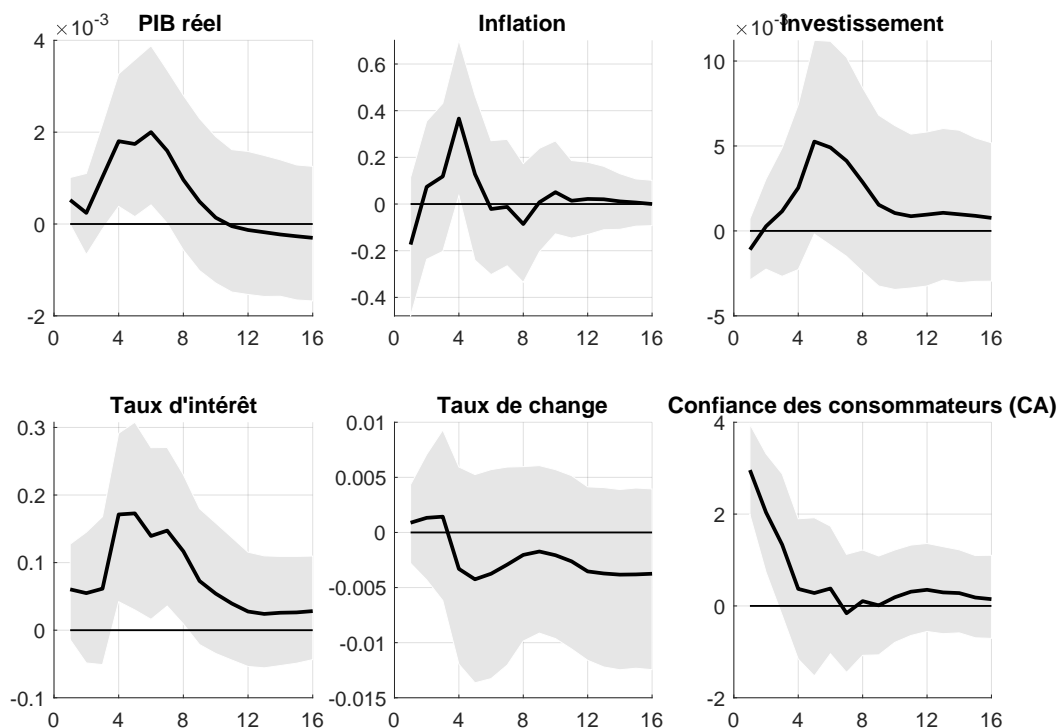 ×10-3
PIB réel
4
2
0
-2
0 4 8 12 16
Inflation
0.6
0.4
0.2
0
-0.2
-0.4
0 4 8 12 16
×10-3
Investissement
10
5
0
-5
0 4 8 12 16
Taux d'intérêt
0.3
0.2
0.1
0
-0.1
0 4 8 12 16
Taux de change
0.01
0.005
0
-0.005
-0.01
-0.015
0 4 8 12 16
Confiance des consommateurs (CA)
4
2
0
-2
0 4 8 12 16